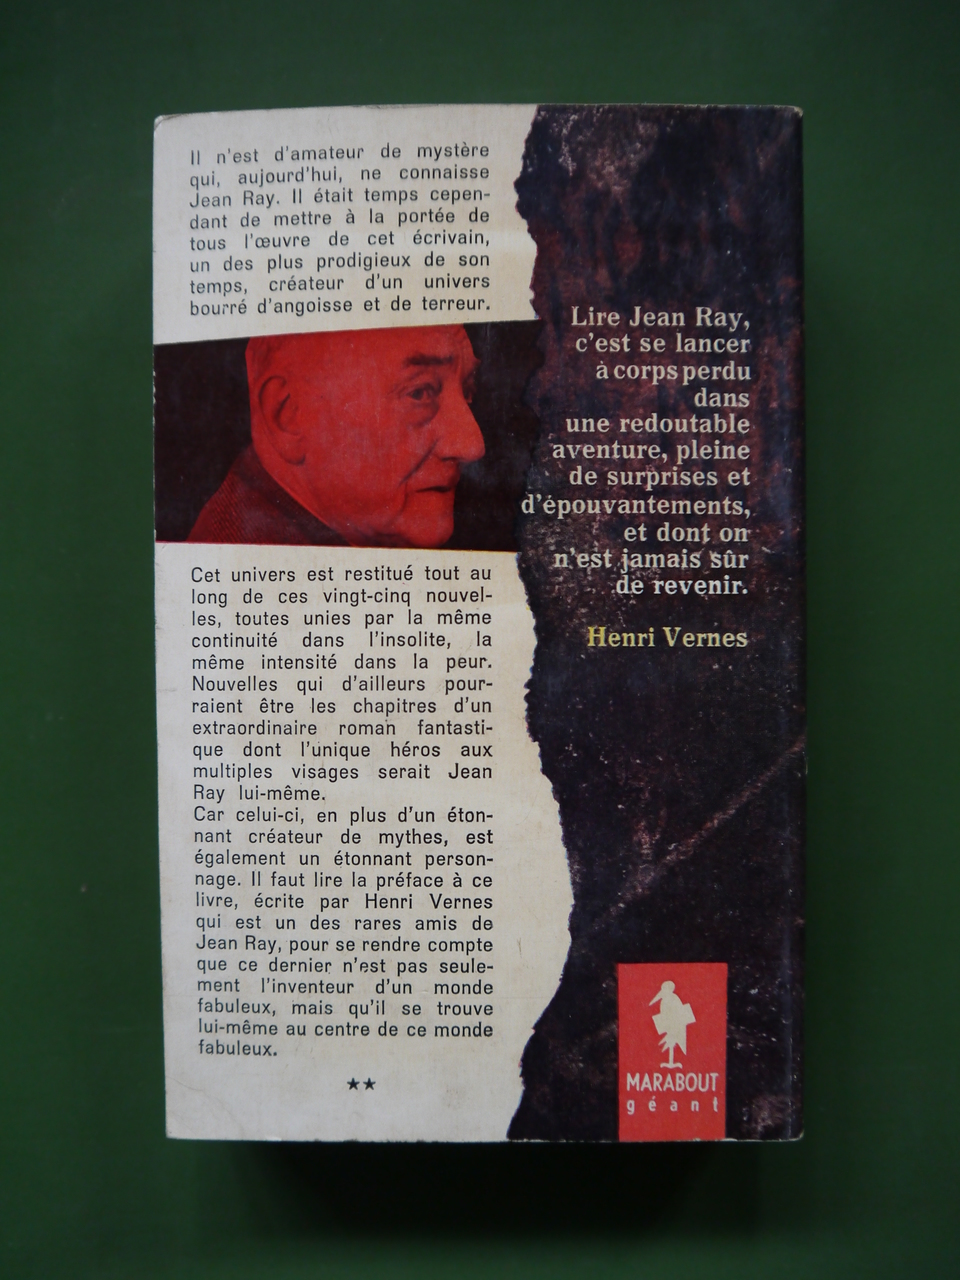 Il n'est d'amateur de mystère
qui, aujourd'hui, ne connaisse
Jean Ray. Il était temps cepen-
dant de mettre à la portée de
tous l'œuvre de cet écrivain,
un des plus prodigieux de son
temps, créateur d'un univers
bourré d'angoisse et de terreur.
Cet univers est restitué tout au
long de ces vingt-cinq nouvel-
les, toutes unies par la même
continuité dans l'insolite, la
même intensité dans la peur.
Nouvelles qui d'ailleurs pour-
raient être les chapitres d'un
extraordinaire roman fantasti-
que dont l'unique héros aux
multiples visages serait Jean
Ray lui-même.
Car celui-ci, en plus d'un éton-
nant créateur de mythes, est
également un étonnant person-
nage. Il faut lire la préface à ce
livre, écrite par Henri Vernes
qui est un des rares amis de
Jean Ray, pour se rendre compte
que ce dernier n'est pas seule-
ment l'inventeur d'un monde
fabuleux, mais qu'il se trouve
lui-même au centre de ce monde
fabuleux.
★★
Lire Jean Ray,
c'est se lancer
à corps perdu
dans
une redoutable
aventure, pleine
de surprises et
d'épouvantements,
et dont on
n'est jamais sûr
de revenir.
Henri Vernes
MARABOUT
géant